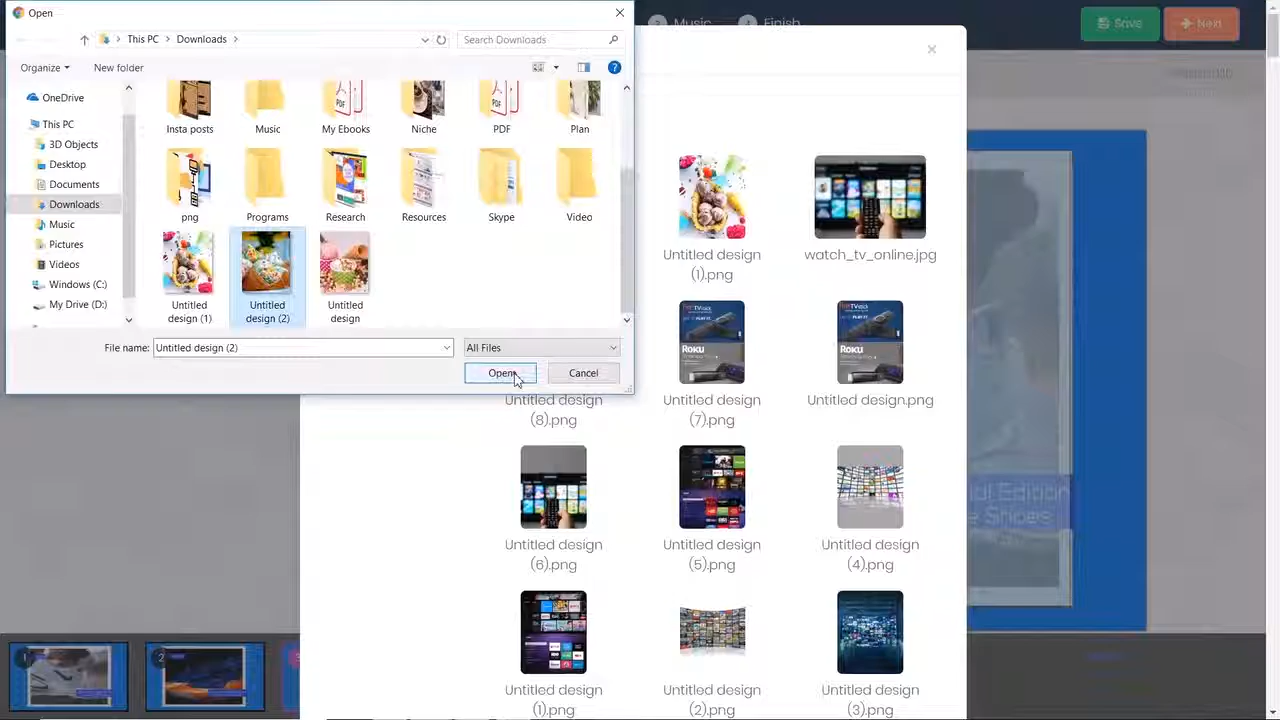 Open
This PC
Downloads
Search Downloads
Organize
New folder
OneDrive
This PC
3D Objects
Desktop
Documents
Downloads
Music
Pictures
Videos
Windows (C:)
My Drive (D:)
Insta posts
Music
My Ebooks
Niche
PDF
Plan
png
Programs
Research
Resources
Skype
Video
Untitled
design (1)
Untitled
design (2)
Untitled
design
File name:
Untitled design (2)
All Files
Open
Cancel
Music
Finish
Save
Next
Untitled design
(1).png
watch_tv_online.jpg
Untitled design
(8).png
Untitled design
(7).png
Untitled design.png
Untitled design
(6).png
Untitled design
(5).png
Untitled design
(4).png
Untitled design
(1).png
Untitled design
(2).png
Untitled design
(3).png
Roku
Roku
Edition
Shoes
2